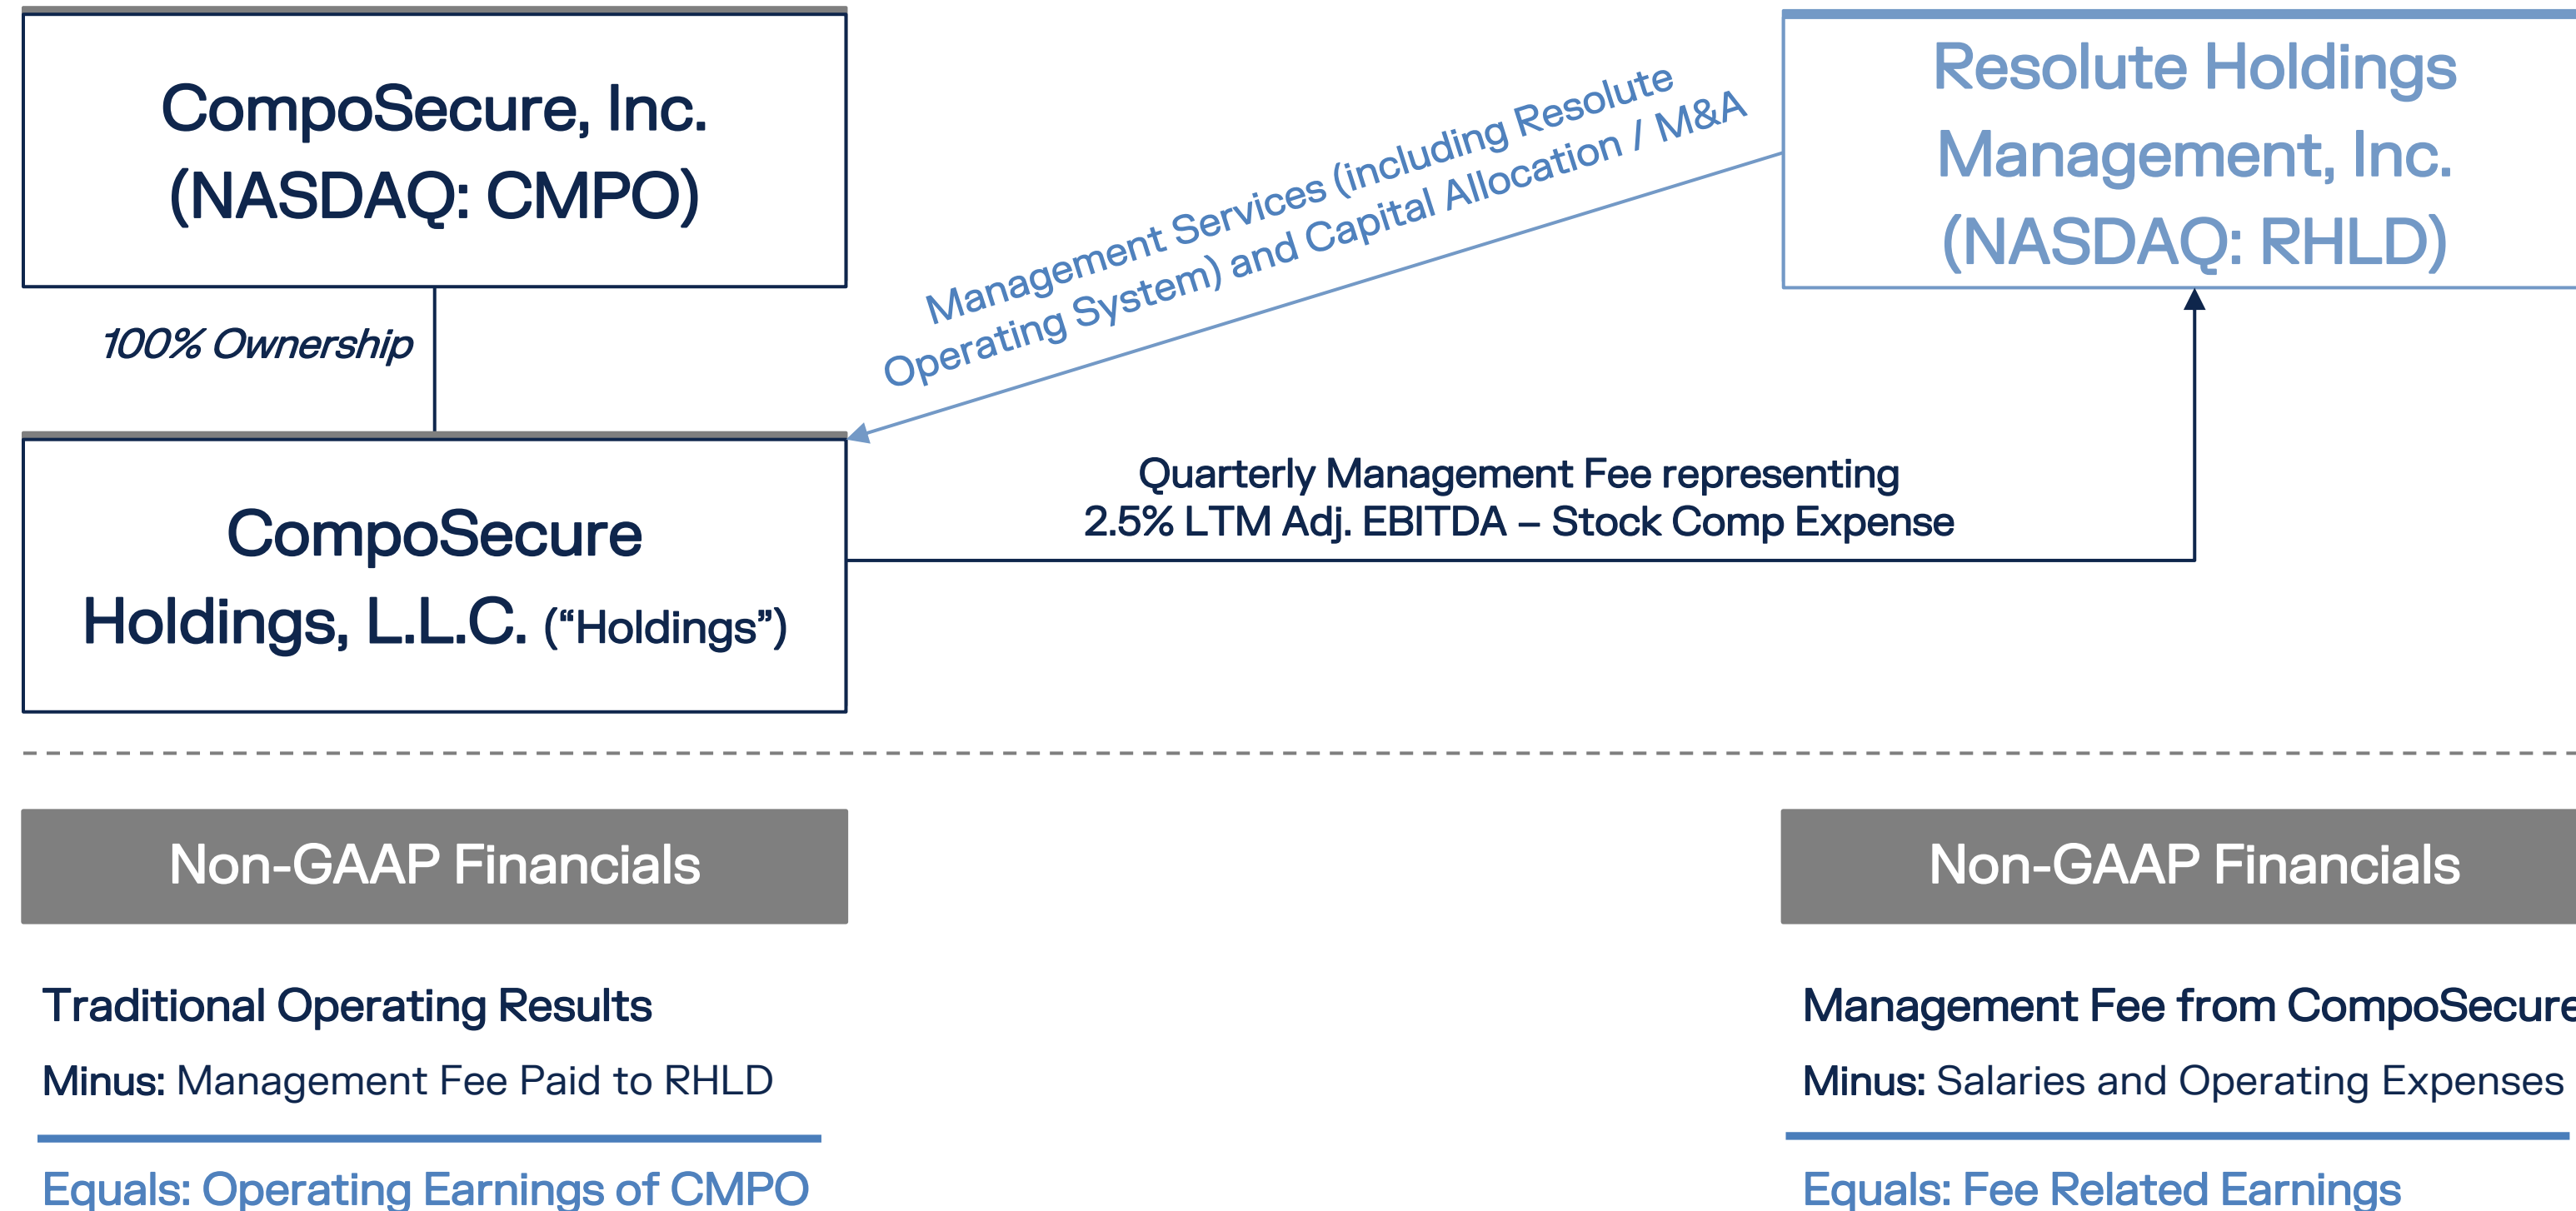 CompoSecure, Inc.
(NASDAQ: CMPO)
Resolute Holdings
Management, Inc.
(NASDAQ: RHLD)
Management Services (including Resolute
Operating System) and Capital Allocation / M&A
100% Ownership
CompoSecure
Holdings, L.L.C. (“Holdings”)
Quarterly Management Fee representing
2.5% LTM Adj. EBITDA – Stock Comp Expense
Non-GAAP Financials
Traditional Operating Results
Minus: Management Fee Paid to RHLD
Equals: Operating Earnings of CMPO
Non-GAAP Financials
Management Fee from CompoSecure
Minus: Salaries and Operating Expenses
Equals: Fee Related Earnings